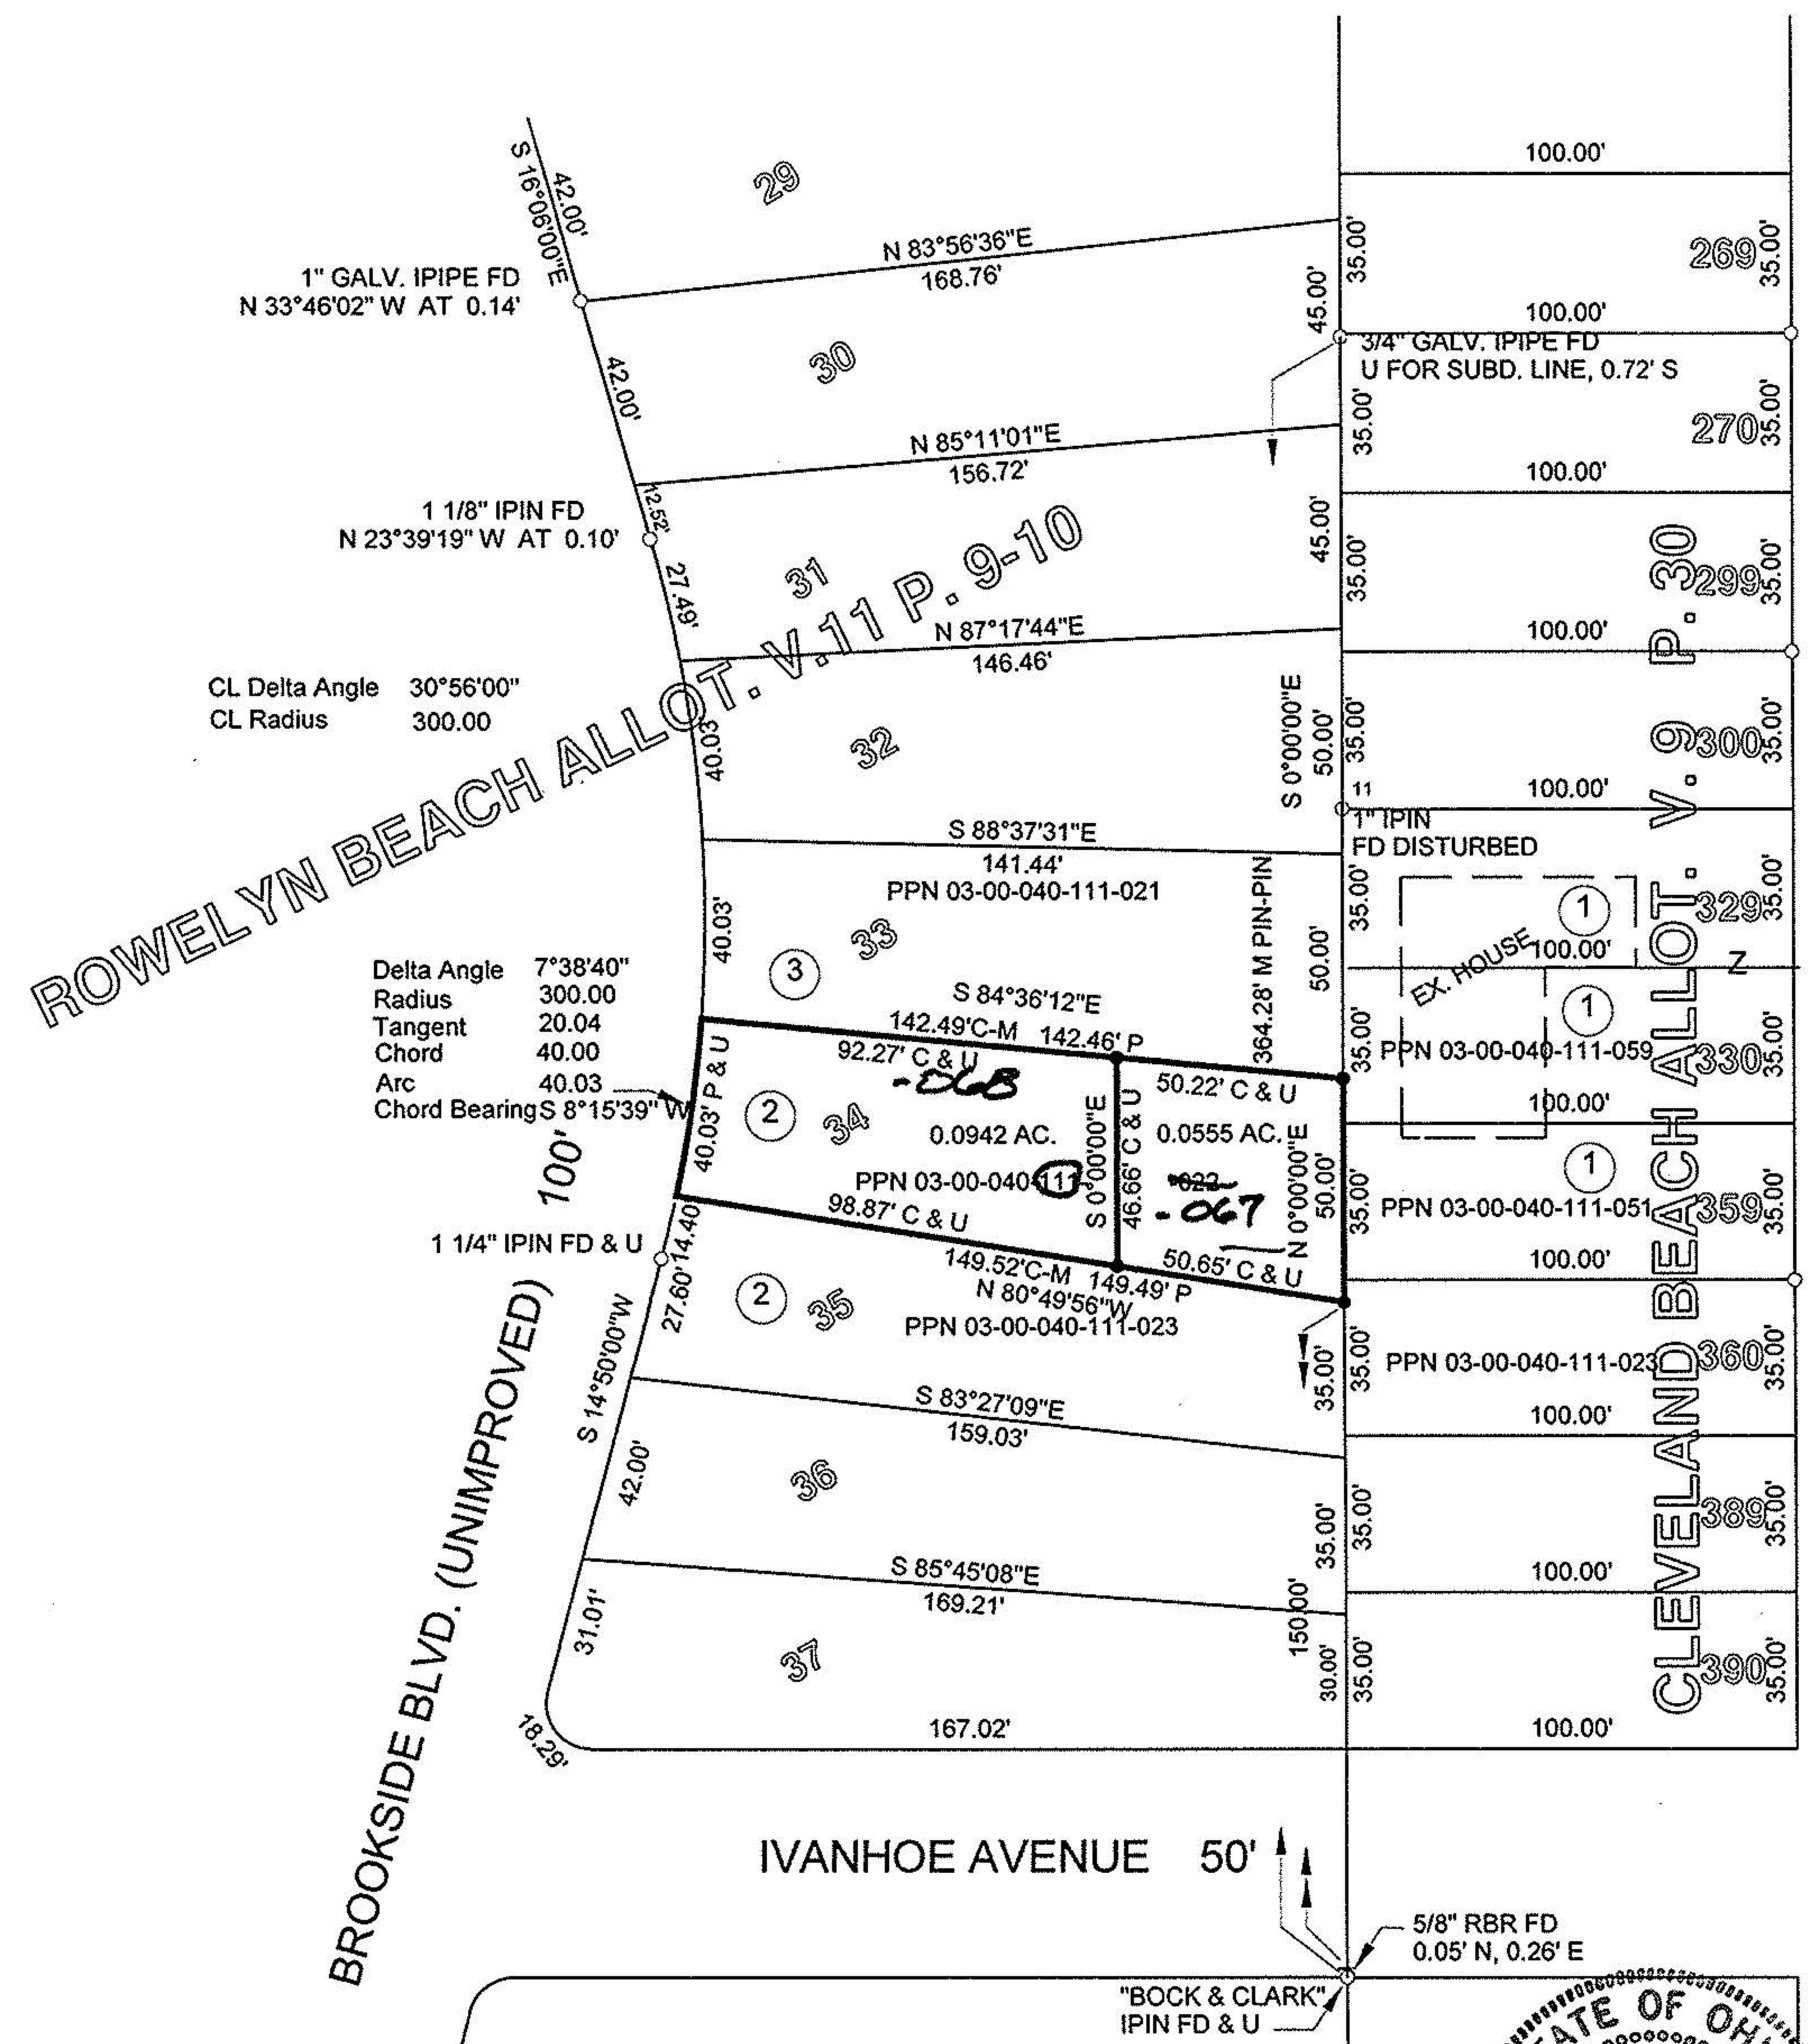 100.00'
29
S 16°06'00"E
42.00'
N 83°56'36"E
168.76'
35.00'
269
35.00'
1" GALV. IPIPE FD
N 33°46'02" W AT 0.14'
45.00'
100.00'
3/4" GALV. IPIPE FD
U FOR SUBD. LINE, 0.72' S
30
42.00'
35.00'
270
35.00'
N 85°11'01"E
156.72'
100.00'
1 1/8" IPIN FD
N 23°39'19" W AT 0.10'
12.52'
27.49'
45.00'
31
35.00'
299
35.00'
N 87°17'44"E
146.46'
100.00'
ROWELYN BEACH ALLOT. V.11 P. 9-10
CL Delta Angle 30°56'00"
CL Radius 300.00
40.03'
32
S 0°00'00"E
50.00'
35.00'
300
35.00'
11
100.00'
1" IPIN
FD DISTURBED
S 88°37'31"E
141.44'
PPN 03-00-040-111-021
364.28' M PIN-PIN
35.00'
1
329
35.00'
40.03'
33
3
50.00'
EX. HOUSE
100.00'
Z
Delta Angle 7°38'40"
Radius 300.00
Tangent 20.04
Chord 40.00
Arc 40.03
Chord Bearing S 8°15'39" W
S 84°36'12"E
142.49'C-M 142.46' P
92.27' C & U
-068
50.22' C & U
35.00'
1
PPN 03-00-040-111-059
330
35.00'
100.00'
40.03' P & U
2
34
0.0942 AC.
PPN 03-00-040-111
S 0°00'00"E
46.66' C & U
0.0555 AC.
-022
-067
N 0°00'00"E
50.00'
35.00'
1
PPN 03-00-040-111-051
359
35.00'
100.00'
98.87' C & U
149.52'C-M 149.49' P
50.65' C & U
N 80°49'56"W
PPN 03-00-040-111-023
100'
1 1/4" IPIN FD & U
14.40'
27.60'
2
35
35.00'
35.00'
PPN 03-00-040-111-023
360
35.00'
100.00'
S 14°50'00"W
S 83°27'09"E
159.03'
42.00'
36
35.00'
35.00'
389
35.00'
S 85°45'08"E
169.21'
100.00'
31.01'
37
150.00'
30.00'
35.00'
390
35.00'
18.29'
167.02'
100.00'
CLEVELAND BEACH ALLOT. V. 9 P. 30
BROOKSIDE BLVD. (UNIMPROVED)
IVANHOE AVENUE 50'
5/8" RBR FD
0.05' N, 0.26' E
"BOCK & CLARK"
IPIN FD & U